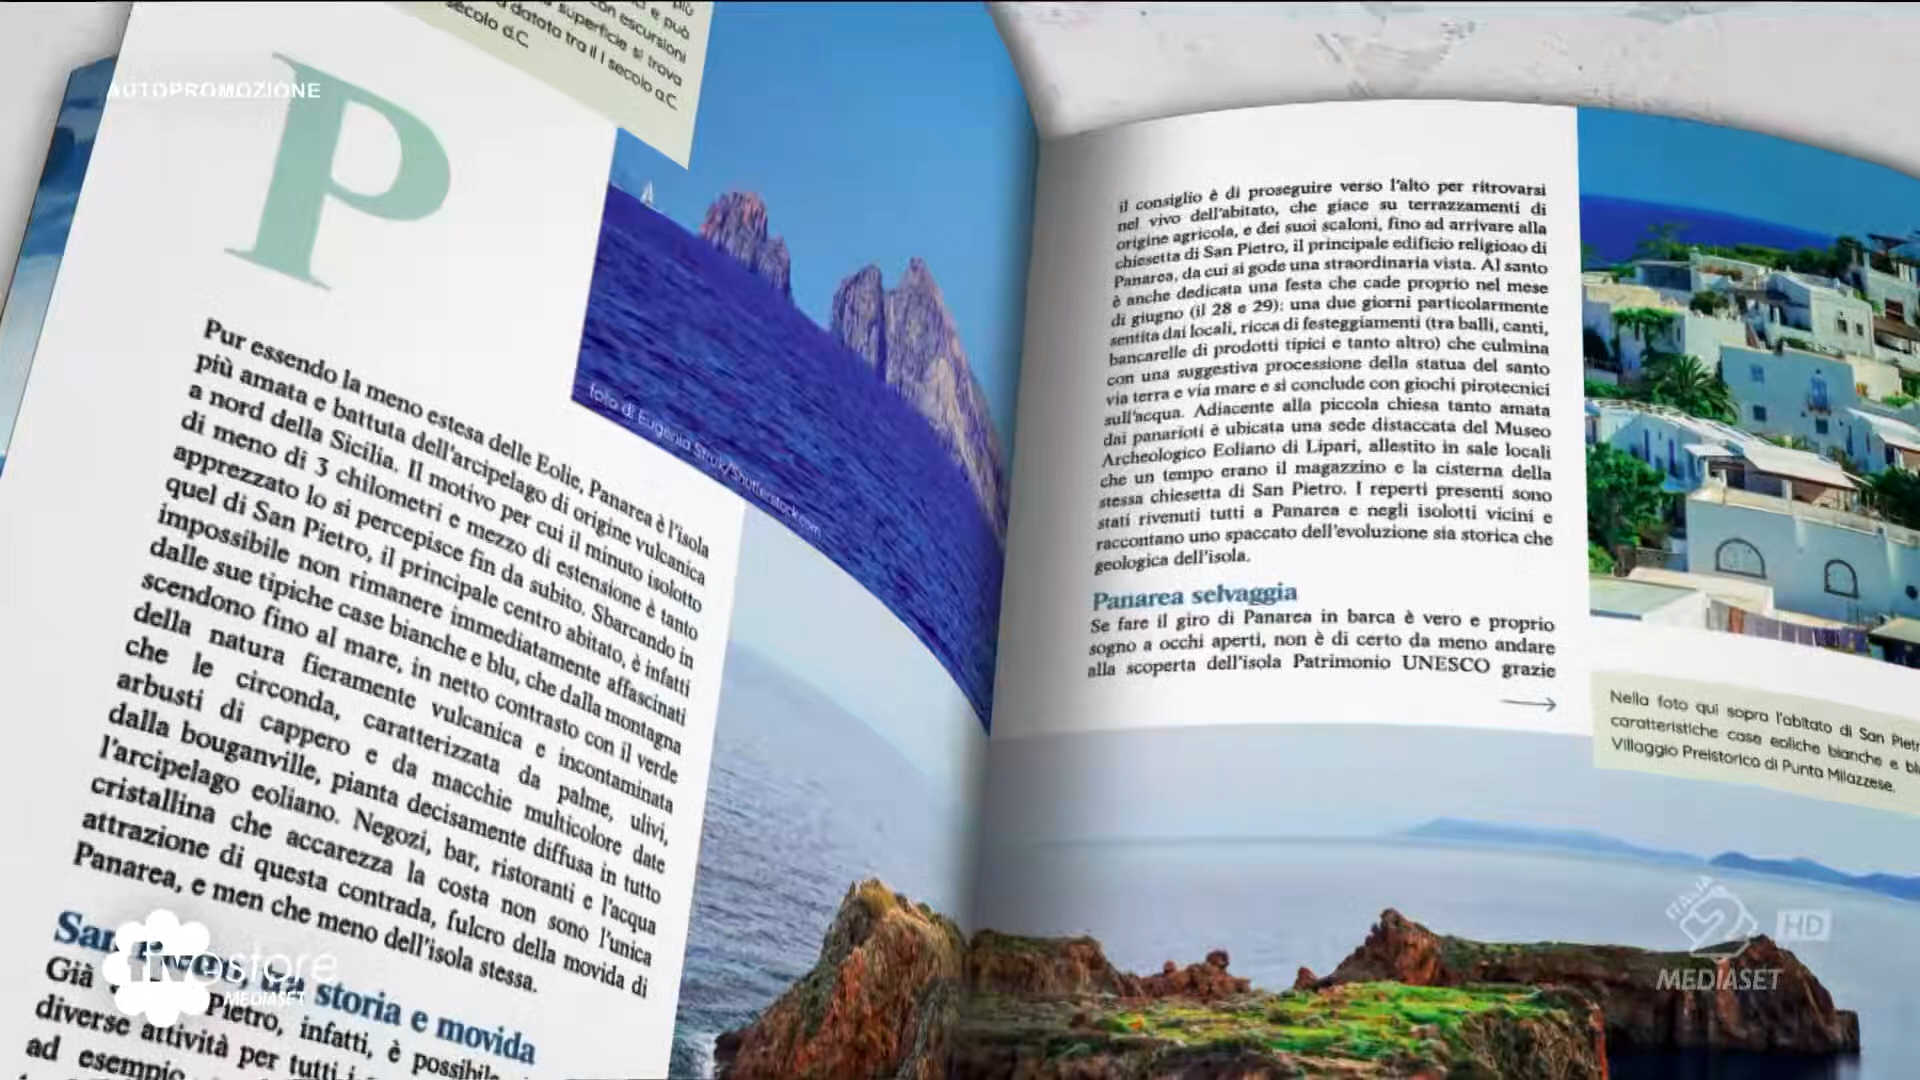 AUTOPROMOZIONE
più
e può
con escursioni
superficie si trova
datata tra il I secolo a.C
secolo d.C
P
foto di Eugenia Struk/Shutterstock.com
Pur essendo la meno estesa delle Eolie, Panarea è l'isola
più amata e battuta dell'arcipelago di origine vulcanica
a nord della Sicilia. Il motivo per cui il minuto isolotto
di meno di 3 chilometri e mezzo di estensione è tanto
apprezzato lo si percepisce fin da subito. Sbarcando in
quel di San Pietro, il principale centro abitato, è infatti
impossibile non rimanere immediatamente affascinati
dalle sue tipiche case bianche e blu, che dalla montagna
scendono fino al mare, in netto contrasto con il verde
della natura fieramente vulcanica e incontaminata
che le circonda, caratterizzata da palme, ulivi,
arbusti di cappero e da macchie multicolore date
dalla bouganville, pianta decisamente diffusa in tutto
l'arcipelago eoliano. Negozi, bar, ristoranti e l'acqua
cristallina che accarezza la costa non sono l'unica
attrazione di questa contrada, fulcro della movida di
Panarea, e men che meno dell'isola stessa.
storia e movida
Già Pietro, infatti, è possibile
diverse attività per tutti i
ad esempio
fivestore
MEDIASET
il consiglio è di proseguire verso l'alto per ritrovarsi
nel vivo dell'abitato, che giace su terrazzamenti di
origine agricola, e dei suoi scaloni, fino ad arrivare alla
chiesetta di San Pietro, il principale edificio religioso di
Panarea, da cui si gode una straordinaria vista. Al santo
è anche dedicata una festa che cade proprio nel mese
di giugno (il 28 e 29): una due giorni particolarmente
sentita dai locali, ricca di festeggiamenti (tra balli, canti,
bancarelle di prodotti tipici e tanto altro) che culmina
con una suggestiva processione della statua del santo
via terra e via mare e si conclude con giochi pirotecnici
sull'acqua. Adiacente alla piccola chiesa tanto amata
dai panarioti è ubicata una sede distaccata del Museo
Archeologico Eoliano di Lipari, allestito in sale locali
che un tempo erano il magazzino e la cisterna della
stessa chiesetta di San Pietro. I reperti presenti sono
stati rivenuti tutti a Panarea e negli isolotti vicini e
raccontano uno spaccato dell'evoluzione sia storica che
geologica dell'isola.
Panarea selvaggia
Se fare il giro di Panarea in barca è vero e proprio
sogno a occhi aperti, non è di certo da meno andare
alla scoperta dell'isola Patrimonio UNESCO grazie
Nella foto qui sopra l'abitato di San Pietr
caratteristiche case eoliche bianche e bl
Villaggio Preistorico di Punta Milazzese.
ITALIA
2
HD
MEDIASET